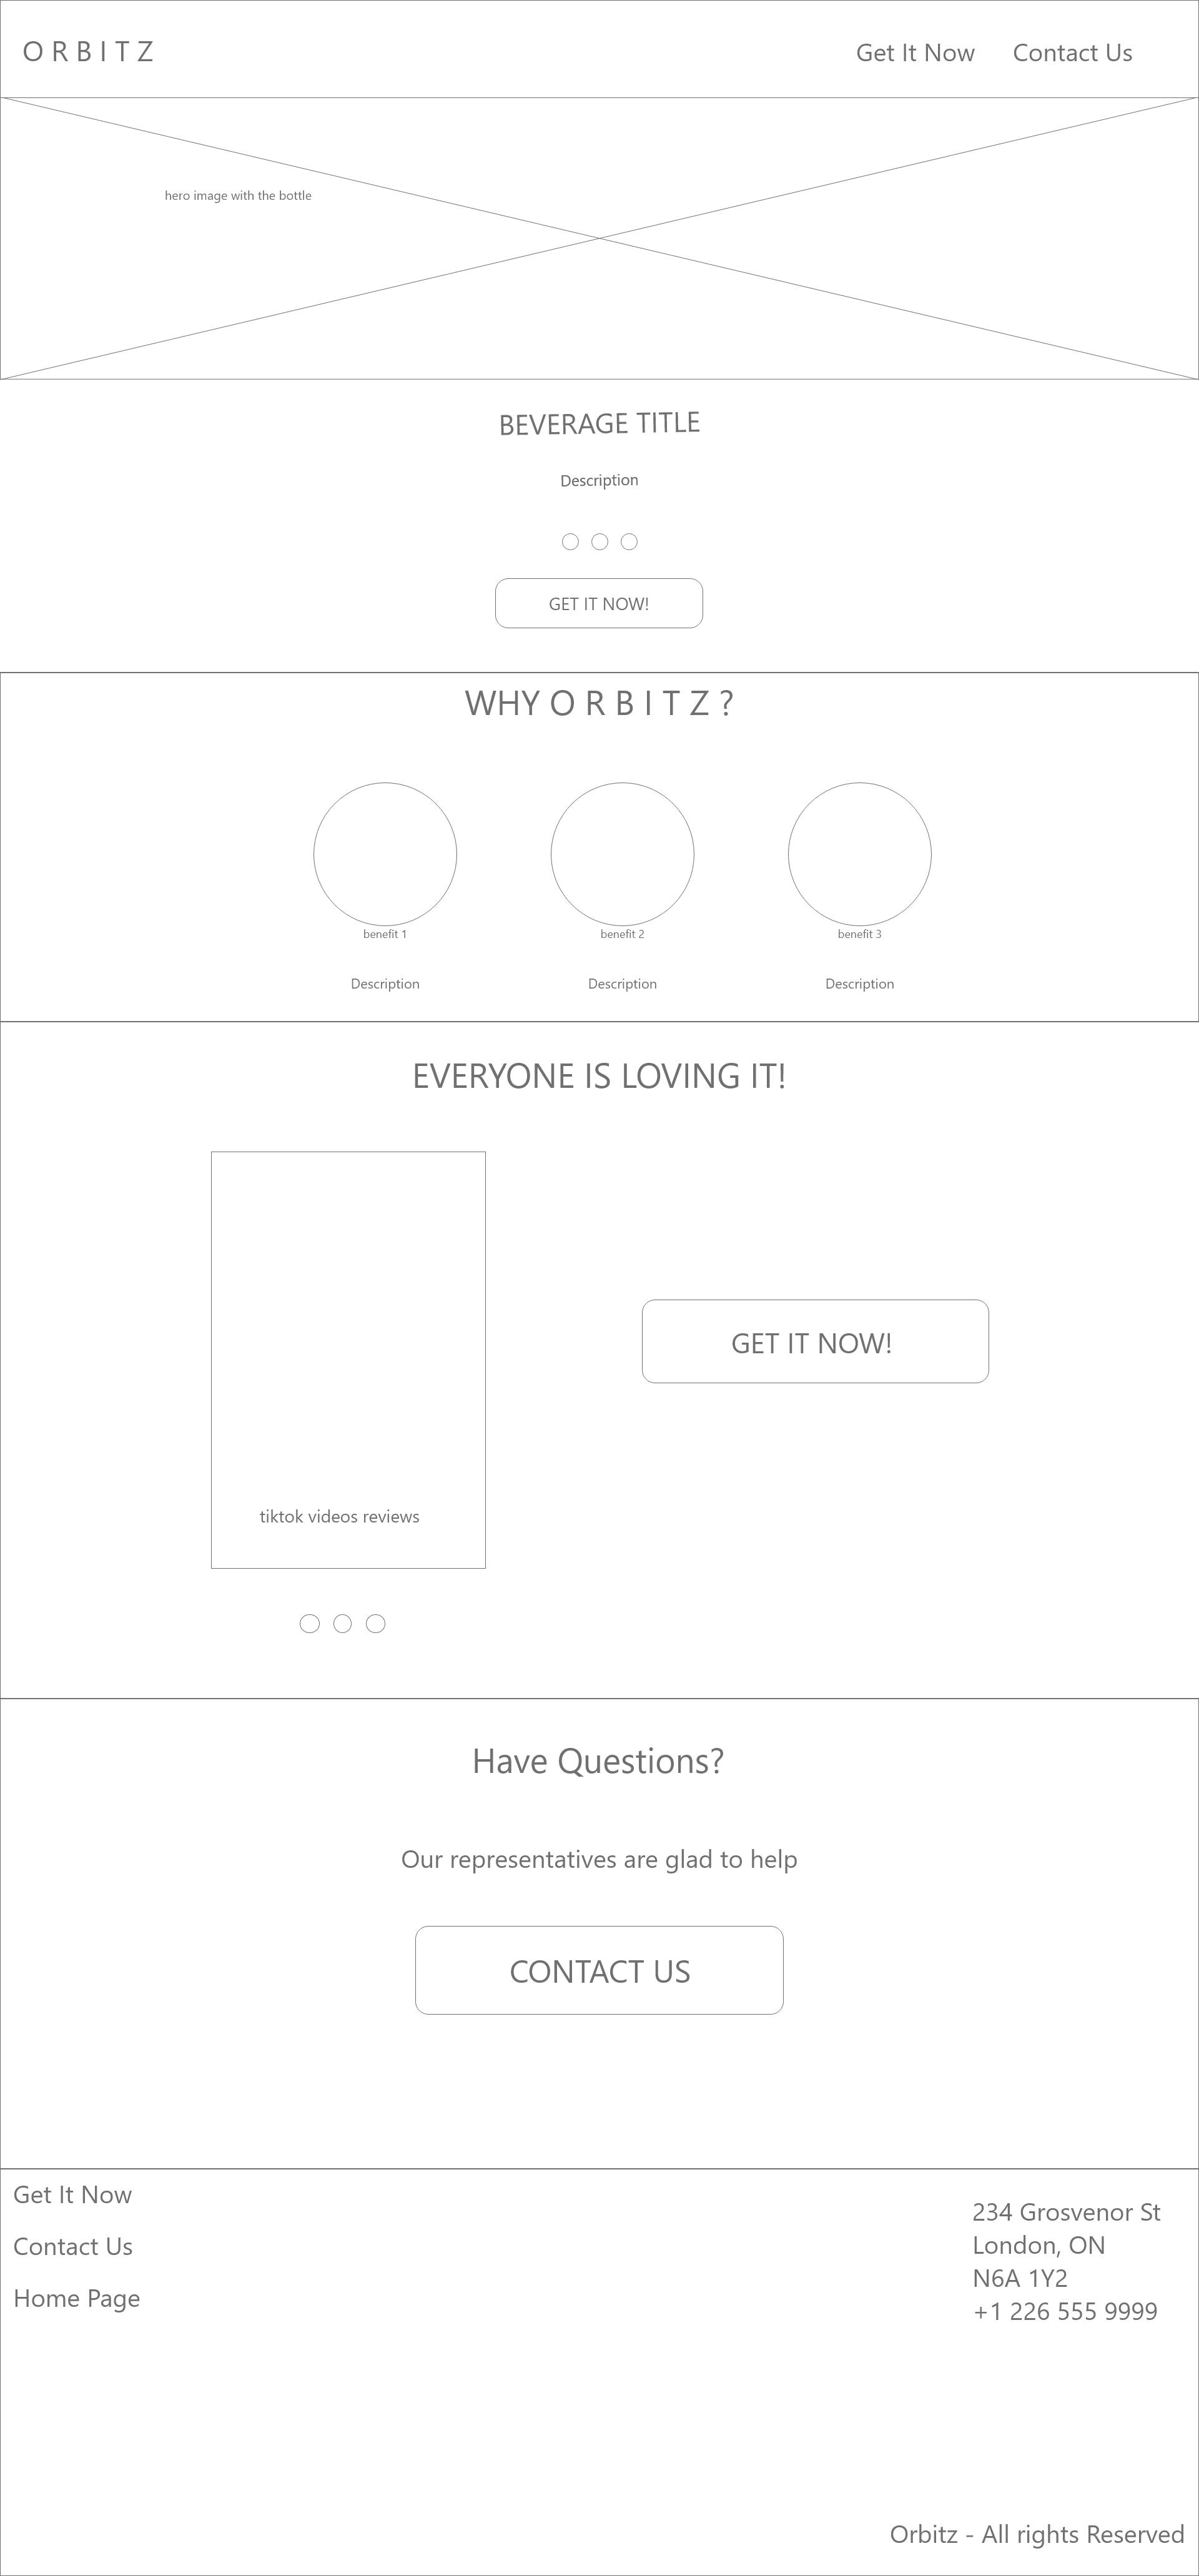 O R B I T Z
Get It Now
Contact Us
hero image with the bottle
BEVERAGE TITLE
Description
GET IT NOW!
WHY O R B I T Z ?
benefit 1
benefit 2
benefit 3
Description
Description
Description
EVERYONE IS LOVING IT!
GET IT NOW!
tiktok videos reviews
Have Questions?
Our representatives are glad to help
CONTACT US
Get It Now
Contact Us
Home Page
234 Grosvenor St
London, ON
N6A 1Y2
+1 226 555 9999
Orbitz - All rights Reserved